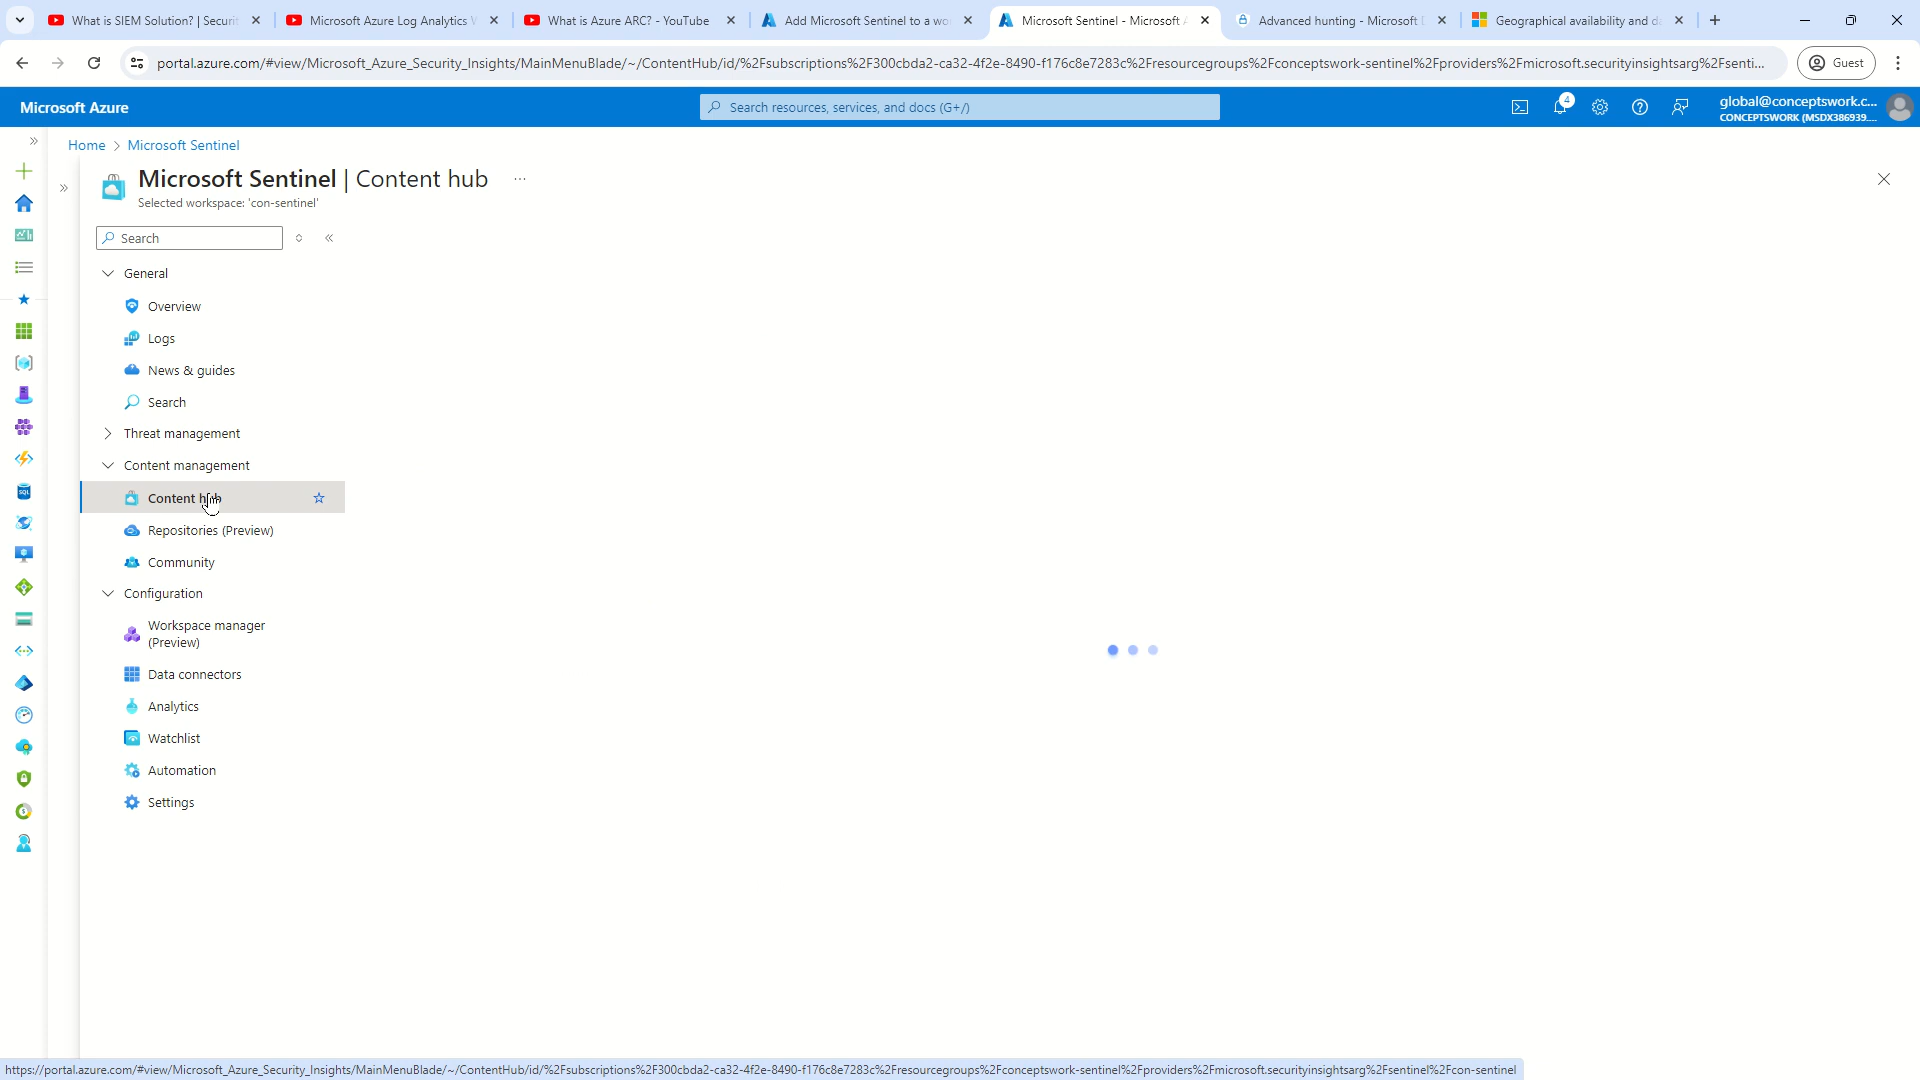 What is SIEM Solution? | Securi
Microsoft Azure Log Analytics V
What is Azure ARC? - YouTube
Add Microsoft Sentinel to a wo
Microsoft Sentinel - Microsoft A
Advanced hunting - Microsoft D
Geographical availability and da
portal.azure.com/#view/Microsoft_Azure_Security_Insights/MainMenuBlade/~/ContentHub/id/%2Fsubscriptions%2F300cbda2-ca32-4f2e-8490-f176c8e7283c%2Fresourcegroups%2Fconceptswork-sentinel%2Fproviders%2Fmicrosoft.securityinsightsarg%2Fsenti...
Guest
Microsoft Azure
Search resources, services, and docs (G+/)
4
global@conceptswork.c...
CONCEPTSWORK (MSDX386939....
Home > Microsoft Sentinel
Microsoft Sentinel | Content hub ...
Selected workspace: 'con-sentinel'
Search
General
Overview
Logs
News & guides
Search
Threat management
Content management
Content hub
Repositories (Preview)
Community
Configuration
Workspace manager
(Preview)
Data connectors
Analytics
Watchlist
Automation
Settings
SQL
https://portal.azure.com/#view/Microsoft_Azure_Security_Insights/MainMenuBlade/~/ContentHub/id/%2Fsubscriptions%2F300cbda2-ca32-4f2e-8490-f176c8e7283c%2Fresourcegroups%2Fconceptswork-sentinel%2Fproviders%2Fmicrosoft.securityinsightsarg%2Fsentinel%2Fcon-sentinel